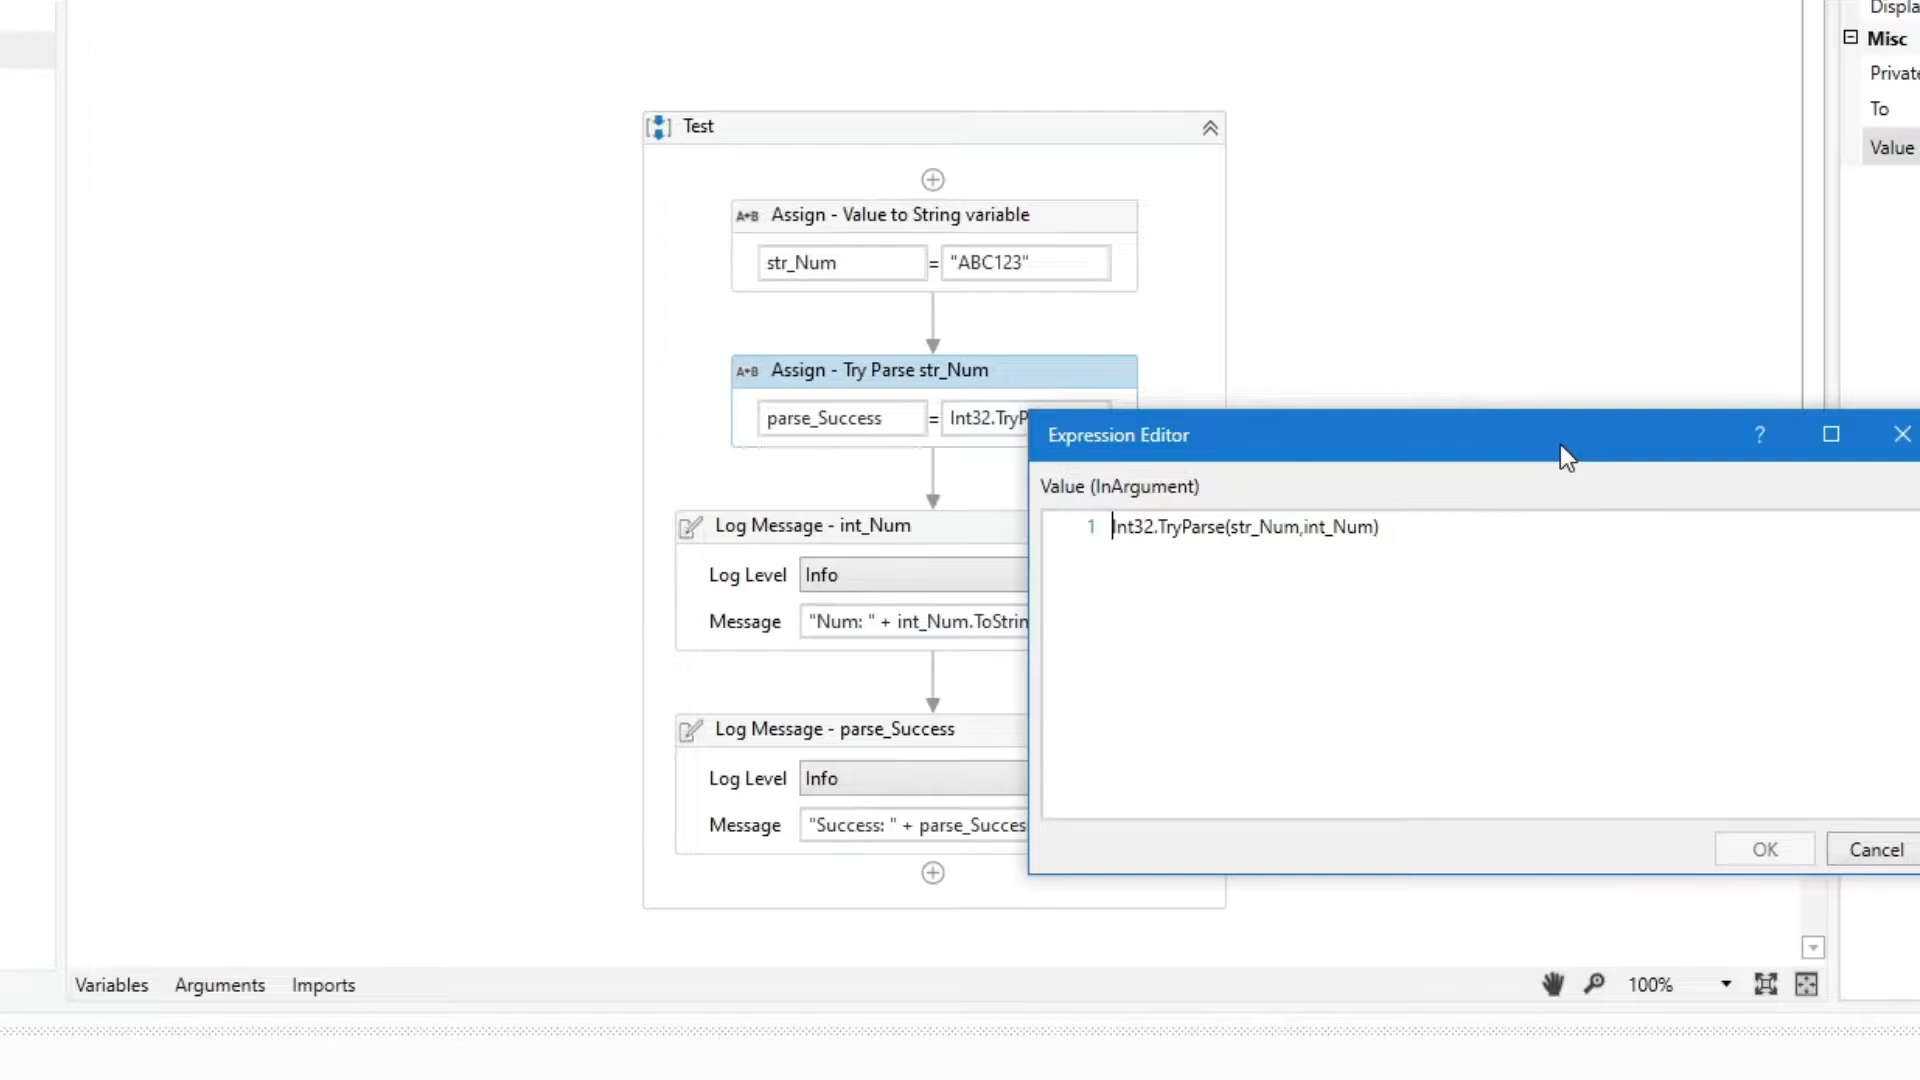 Displa
Misc
Private
To
Value
Test
A+B Assign - Value to String variable
str_Num = "ABC123"
A+B Assign - Try Parse str_Num
parse_Success = Int32.TryP
Log Message - int_Num
Log Level Info
Message "Num: " + int_Num.ToStrin
Log Message - parse_Success
Log Level Info
Message "Success: " + parse_Succes
Expression Editor ?
Value (InArgument)
1 Int32.TryParse(str_Num,int_Num)
OK Cancel
Variables Arguments Imports 100%